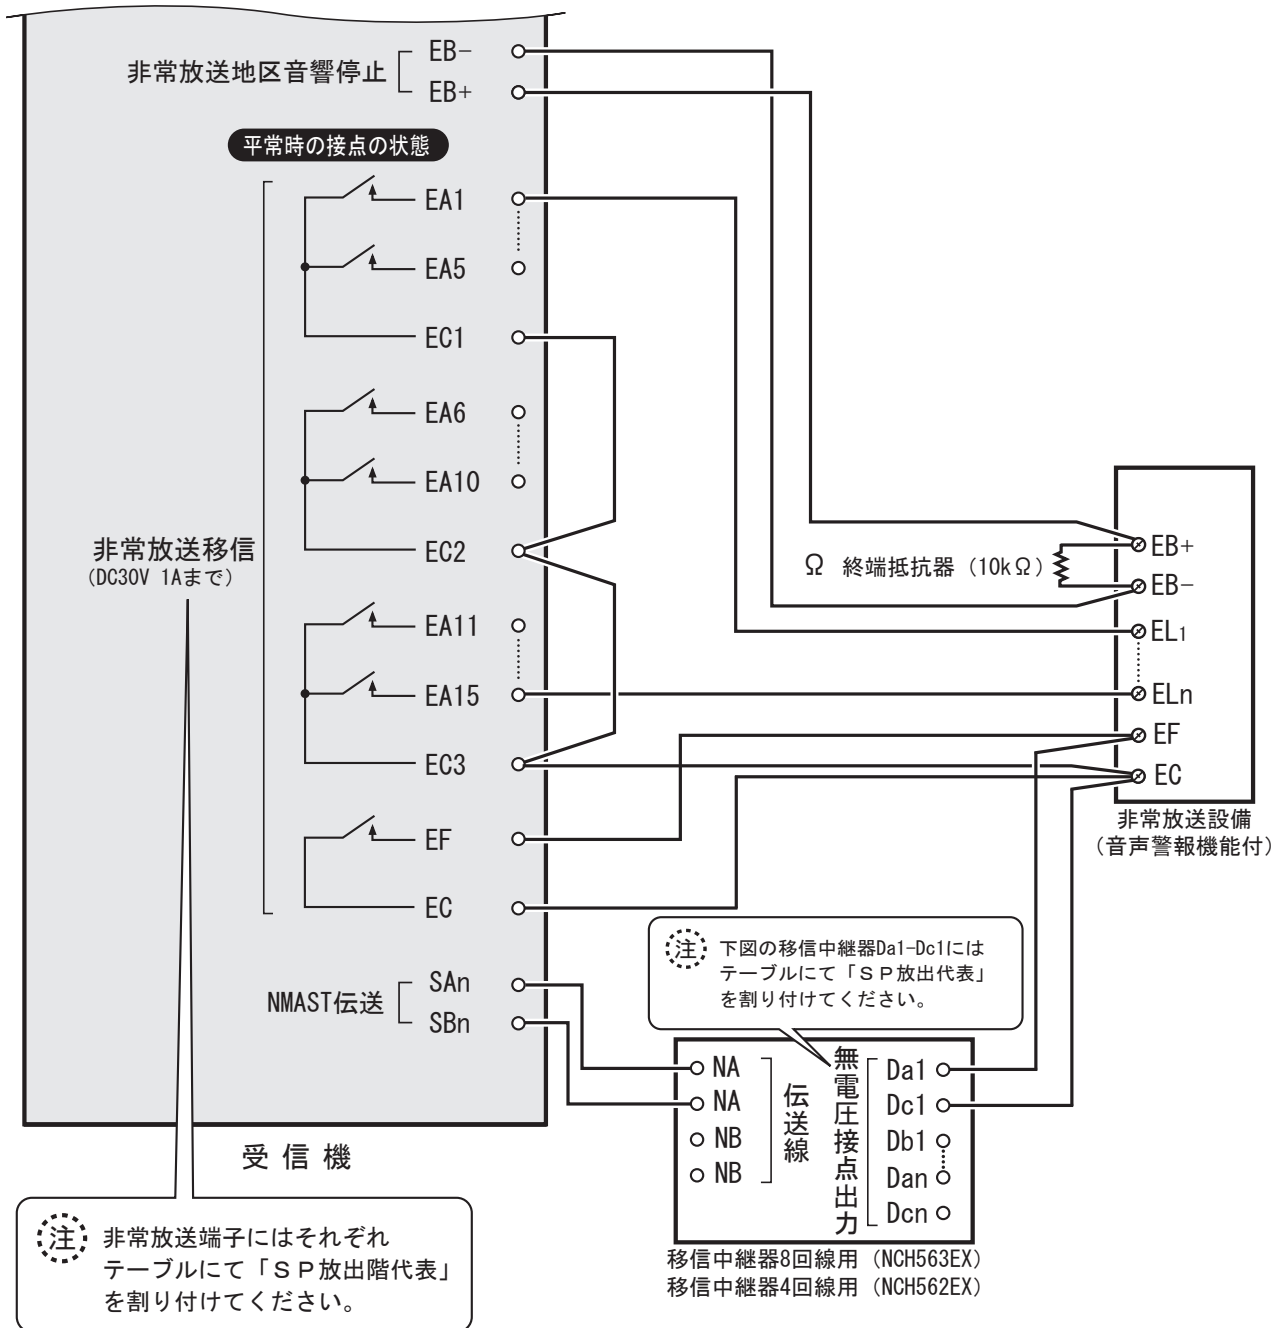 非常放送地区音響停止
EB−
EB+
平常時の接点の状態
EA1
EA5
EC1
EA6
EA10
EC2
非常放送移信
（DC30V 1Aまで）
EA11
EA15
EC3
EF
EC
NMAST伝送
SAn
SBn
受信機
Ω 終端抵抗器（10kΩ）
EB+
EB−
EL1
ELn
EF
EC
非常放送設備
（音声警報機能付）
注 下図の移信中継器Da1-Dc1には
テーブルにて「ＳＰ放出代表」
を割り付けてください。
NA
NA
NB
NB
伝送線
無電圧接点出力
Da1
Dc1
Db1
Dan
Dcn
移信中継器8回線用（NCH563EX）
移信中継器4回線用（NCH562EX）
注 非常放送端子にはそれぞれ
テーブルにて「ＳＰ放出階代表」
を割り付けてください。